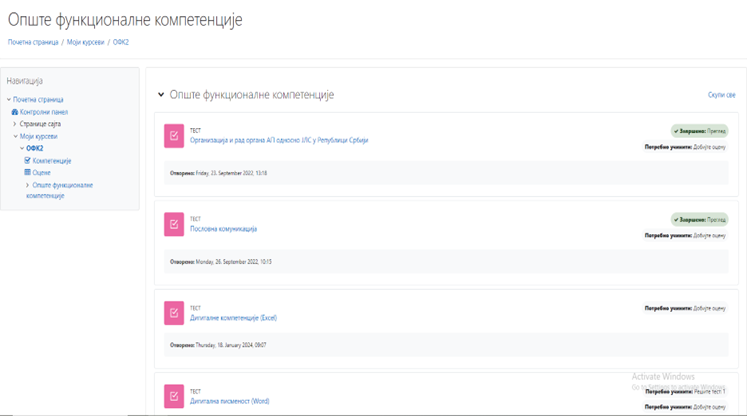 Опште функционалне компетенције
Почетна страница / Моји курсеви / ОФК2
Навигација
Почетна страница
Контролни панел
Странице сајта
Моји курсеви
ОФК2
Компетенције
Оцене
Опште функционалне
компетенције
Опште функционалне компетенције
Скупи све
ТЕСТ
Организација и рад органа АП односно ЈЛС у Републици Србији
Завршено: Преглед
Потребно учинити: Добијте оцену
Отворено: Friday, 23. September 2022, 13:18
ТЕСТ
Пословна комуникација
Завршено: Преглед
Потребно учинити: Добијте оцену
Отворено: Monday, 26. September 2022, 10:15
ТЕСТ
Дигиталне компетенције (Excel)
Потребно учинити: Добијте оцену
Отворено: Thursday, 18. January 2024, 09:07
ТЕСТ
Дигитална писменост (Word)
Потребно учинити: Решите тест: 1
Потребно учинити: Добијте оцену
Activate Windows
Go to Settings to activate Windows.